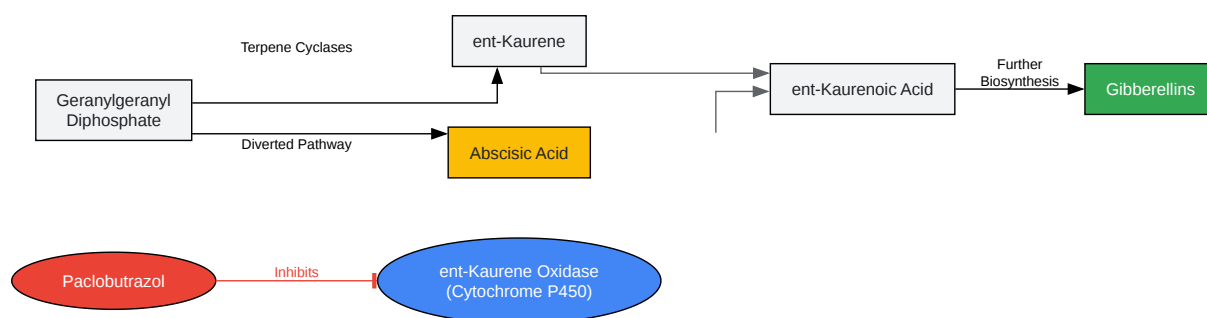 Terpene Cyclases
ent-Kaurene
Geranylgeranyl
Diphosphate
Diverted Pathway
Abscisic Acid
ent-Kaurenoic Acid
Further
Biosynthesis
Gibberellins
Paclobutrazol
Inhibits
ent-Kaurene Oxidase
(Cytochrome P450)